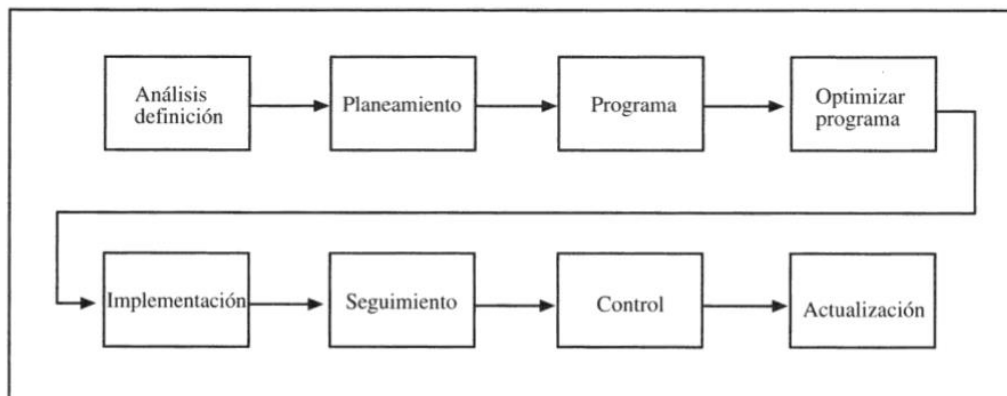 Análisis
definición
Planeamiento
Programa
Optimizar
programa
Implementación
Seguimiento
Control
Actualización